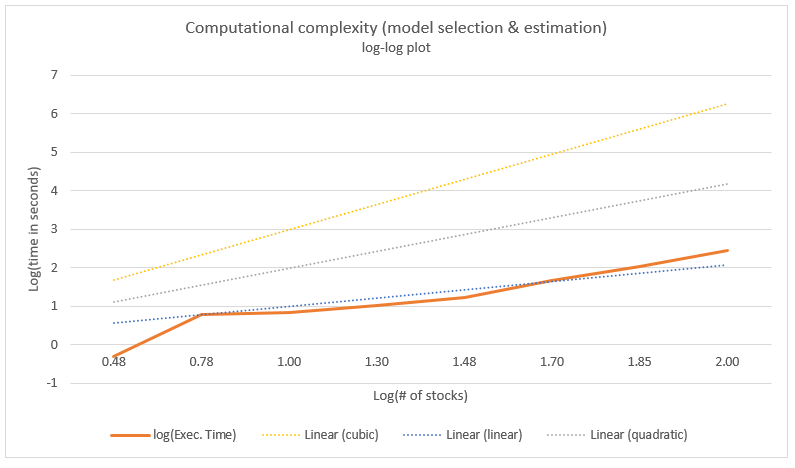 Computational complexity (model selection & estimation)
log-log plot
7
6
5
4
3
2
1
0
-1
Log(time in seconds)
0.48 0.78 1.00 1.30 1.48 1.70 1.85 2.00
Log(# of stocks)
log(Exec. Time) Linear (cubic) Linear (linear) Linear (quadratic)